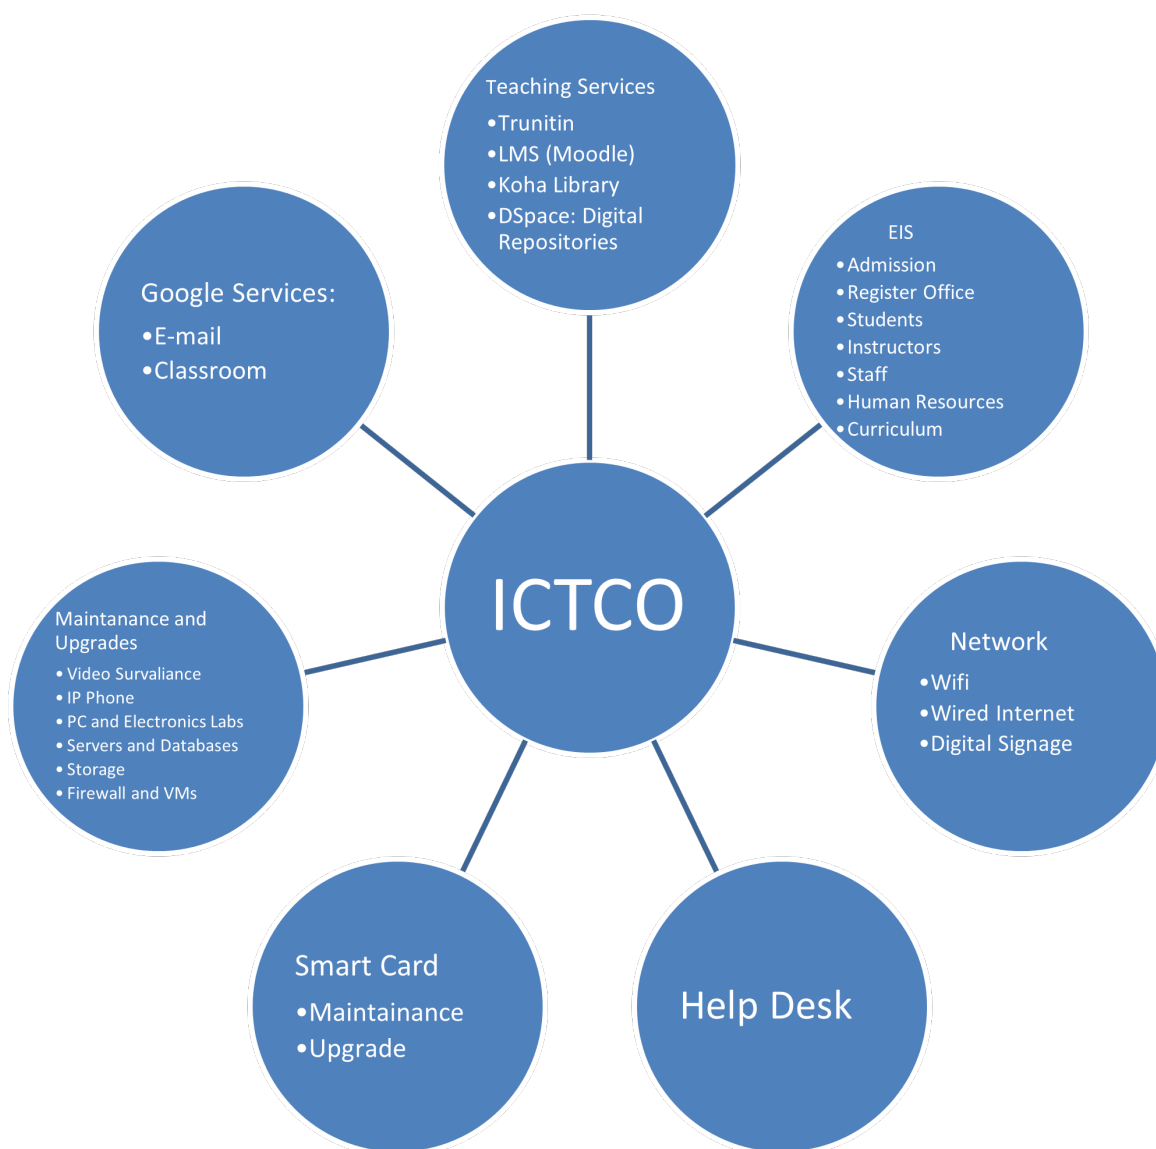 Teaching Services
•Trunitin
•LMS (Moodle)
•Koha Library
•DSpace: Digital
Repositories
EIS
•Admission
•Register Office
•Students
•Instructors
•Staff
•Human Resources
•Curriculum
Network
•Wifi
•Wired Internet
•Digital Signage
Help Desk
Smart Card
•Maintainance
•Upgrade
Maintanance and
Upgrades
• Video Survaliance
• IP Phone
• PC and Electronics Labs
• Servers and Databases
• Storage
• Firewall and VMs
Google Services:
•E-mail
•Classroom
ICTCO